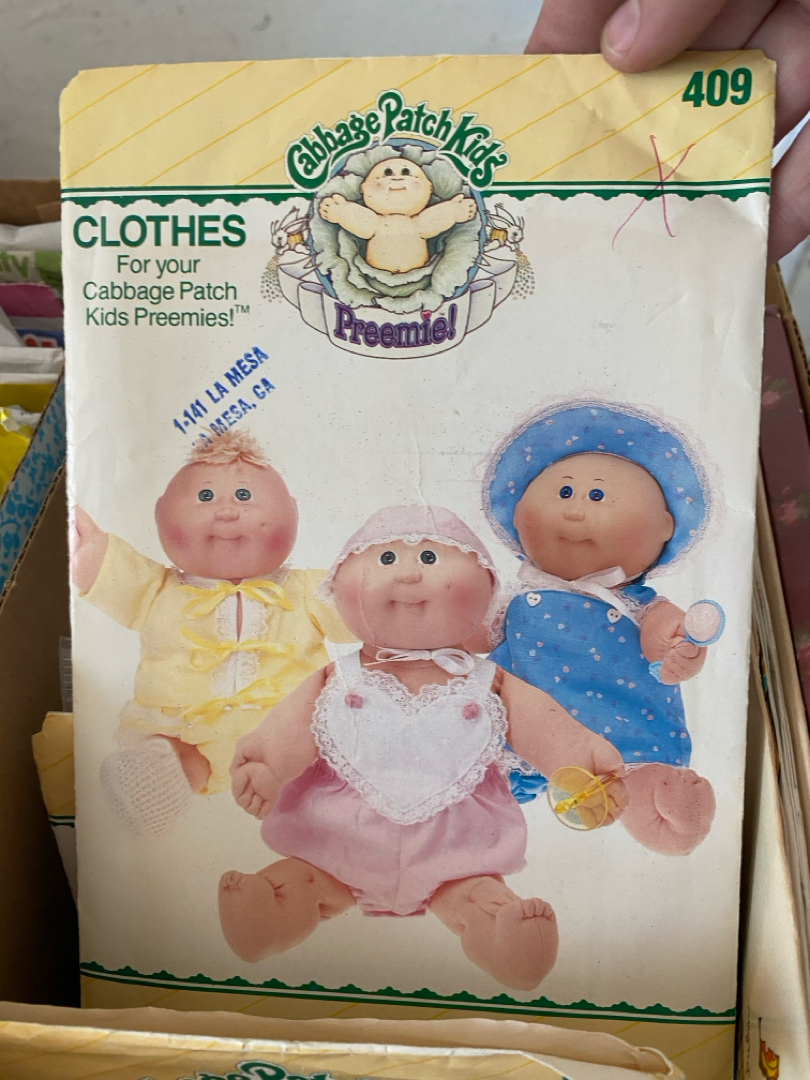 409
Cabbage Patch Kids
Preemie!
CLOTHES
For your
Cabbage Patch
Kids Preemies!™
1-141 LA MESA
LA MESA, CA